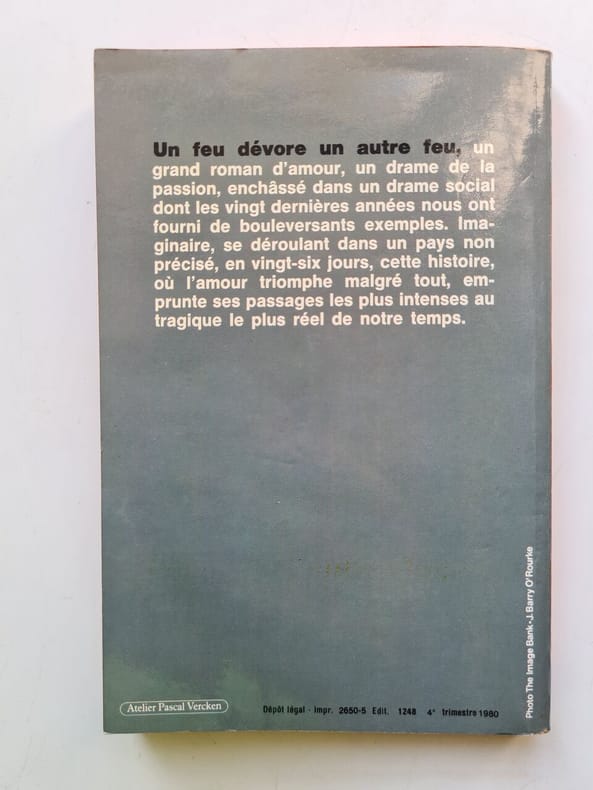 Un feu dévore un autre feu, un
grand roman d'amour, un drame de la
passion, enchâssé dans un drame social
dont les vingt dernières années nous ont
fourni de bouleversants exemples. Ima-
ginaire, se déroulant dans un pays non
précisé, en vingt-six jours, cette histoire,
où l'amour triomphe malgré tout, em-
prunte ses passages les plus intenses au
tragique le plus réel de notre temps.
Photo The Image Bank-J. Barry O'Rourke
Atelier Pascal Vercken
Dépôt légal - Impr. 2650-5 Edit. 1248 4e trimestre 1980